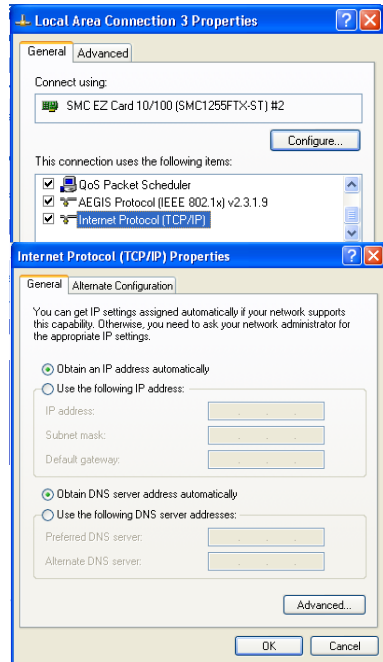 Local Area Connection 3 Properties
General Advanced
Connect using:
SMC EZ Card 10/100 (SMC1255FTX-ST) #2
Configure...
This connection uses the following items:
QoS Packet Scheduler
AEGIS Protocol (IEEE 802.1x) v2.3.1.9
Internet Protocol (TCP/IP)
Internet Protocol (TCP/IP) Properties
General Alternate Configuration
You can get IP settings assigned automatically if your network supports
this capability. Otherwise, you need to ask your network administrator for
the appropriate IP settings.
Obtain an IP address automatically
Use the following IP address:
IP address:
Subnet mask:
Default gateway:
Obtain DNS server address automatically
Use the following DNS server addresses:
Preferred DNS server:
Alternate DNS server:
Advanced...
OK Cancel